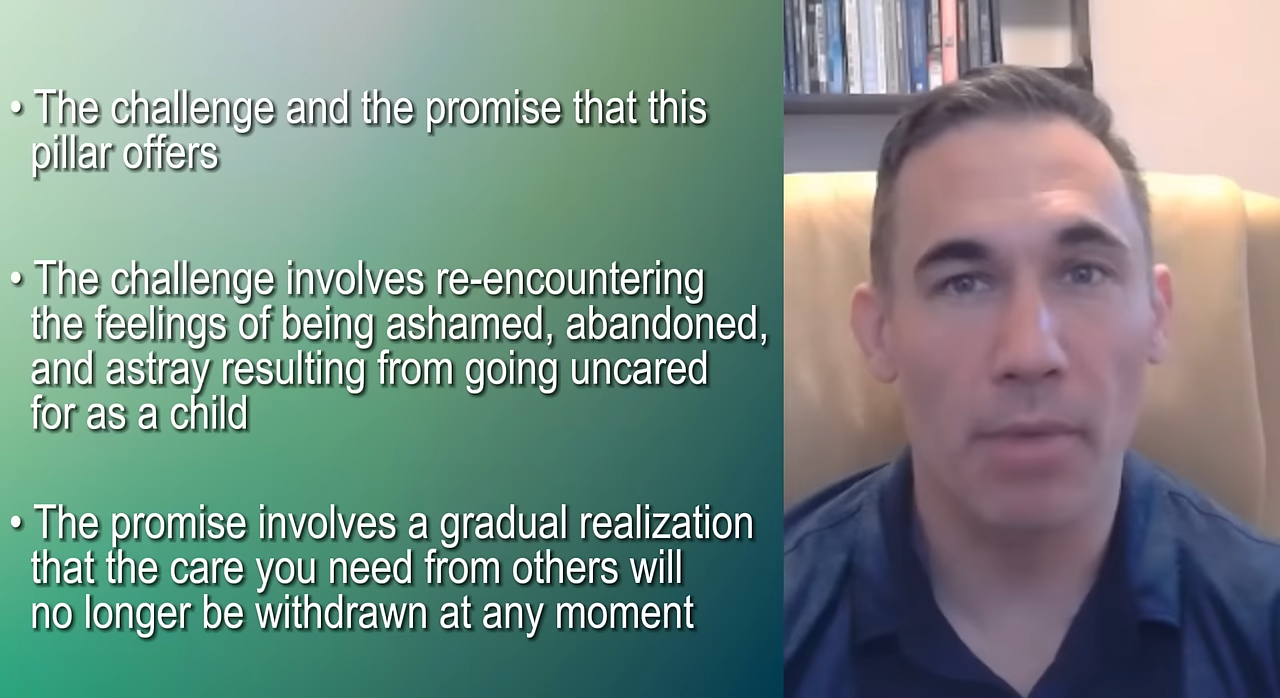 • The challenge and the promise that this
pillar offers
• The challenge involves re-encountering
the feelings of being ashamed, abandoned,
and astray resulting from going uncared
for as a child
• The promise involves a gradual realization
that the care you need from others will
no longer be withdrawn at any moment